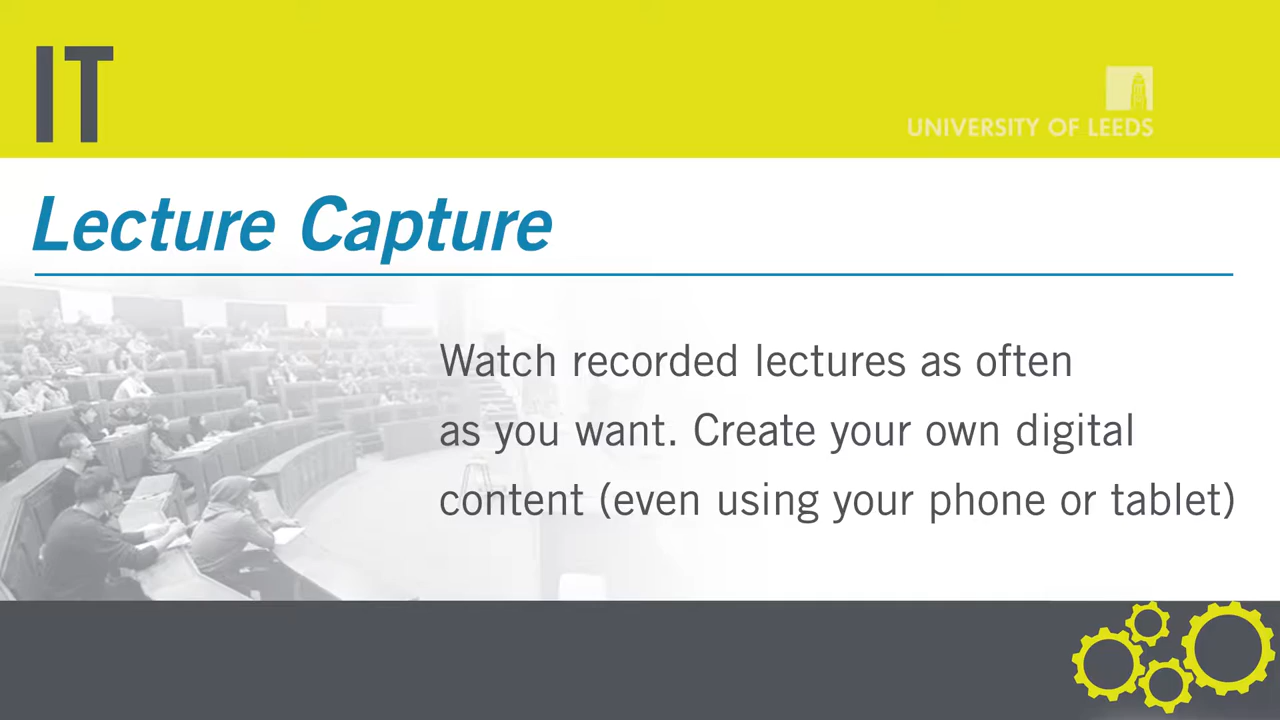 IT
UNIVERSITY OF LEEDS
Lecture Capture
Watch recorded lectures as often
as you want. Create your own digital
content (even using your phone or tablet)